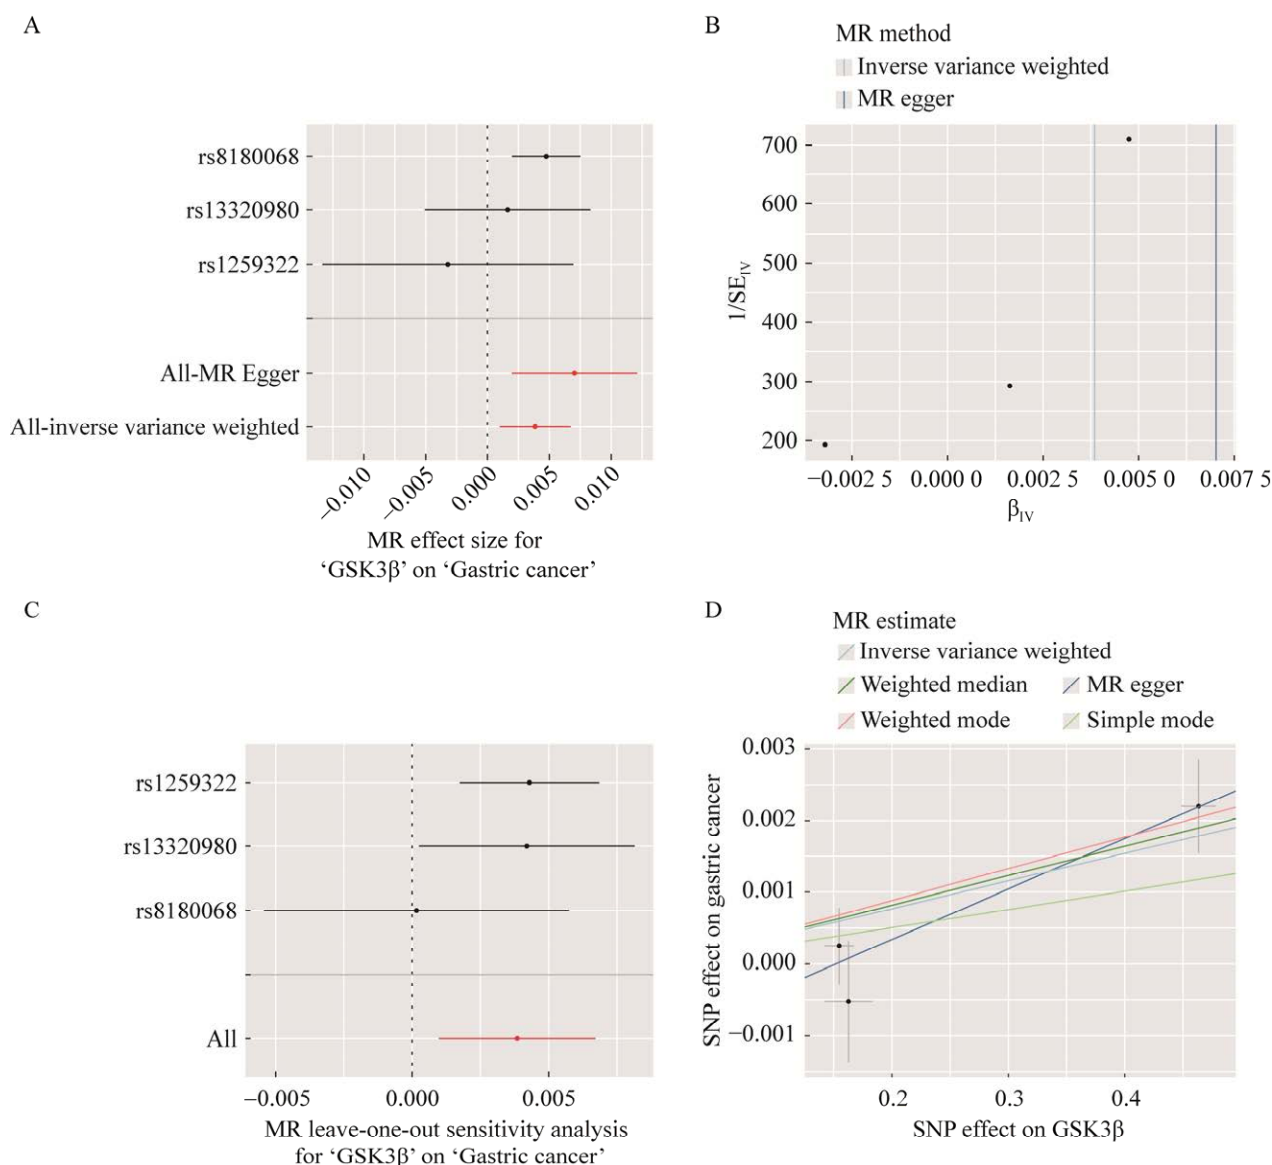 A
rs8180068
rs13320980
rs1259322
All-MR Egger
All-inverse variance weighted
−0.010
−0.005
0.000
0.005
0.010
MR effect size for
‘GSK3β’ on ‘Gastric cancer’
B
MR method
Inverse variance weighted
MR egger
1/SE_IV
700
600
500
400
300
200
−0.002 5
0.000 0
0.002 5
0.005 0
0.007 5
β_IV
C
rs1259322
rs13320980
rs8180068
All
−0.005
0.000
0.005
MR leave-one-out sensitivity analysis
for ‘GSK3β’ on ‘Gastric cancer’
D
MR estimate
Inverse variance weighted
Weighted median
MR egger
Weighted mode
Simple mode
SNP effect on gastric cancer
0.003
0.002
0.001
0.000
−0.001
0.2
0.3
0.4
SNP effect on GSK3β